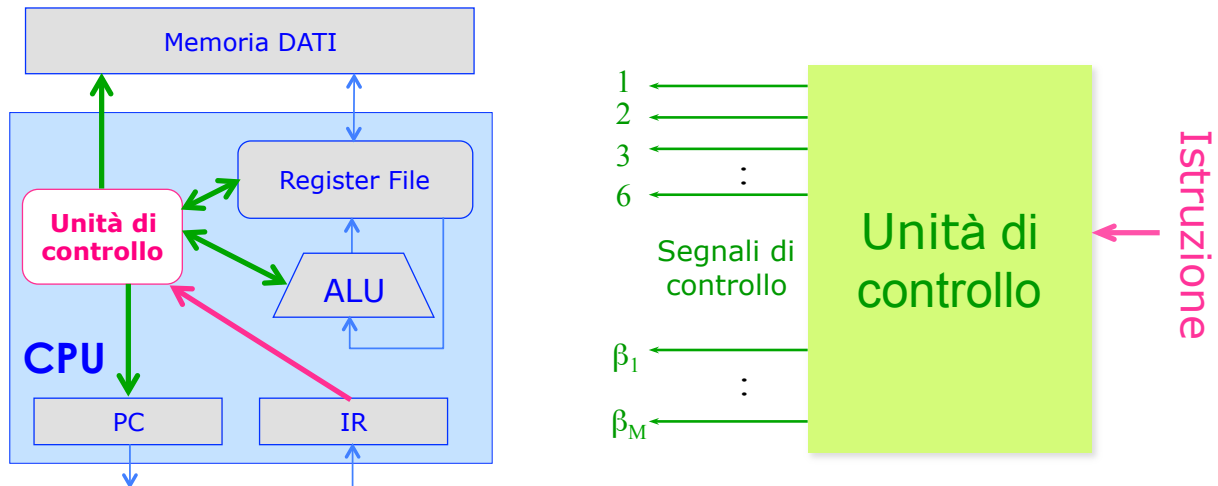 Memoria DATI
Register File
Unità di
controllo
ALU
CPU
PC
IR
1
2
3
:
6
Segnali di
controllo
β1
:
βM
Unità di
controllo
Istruzione